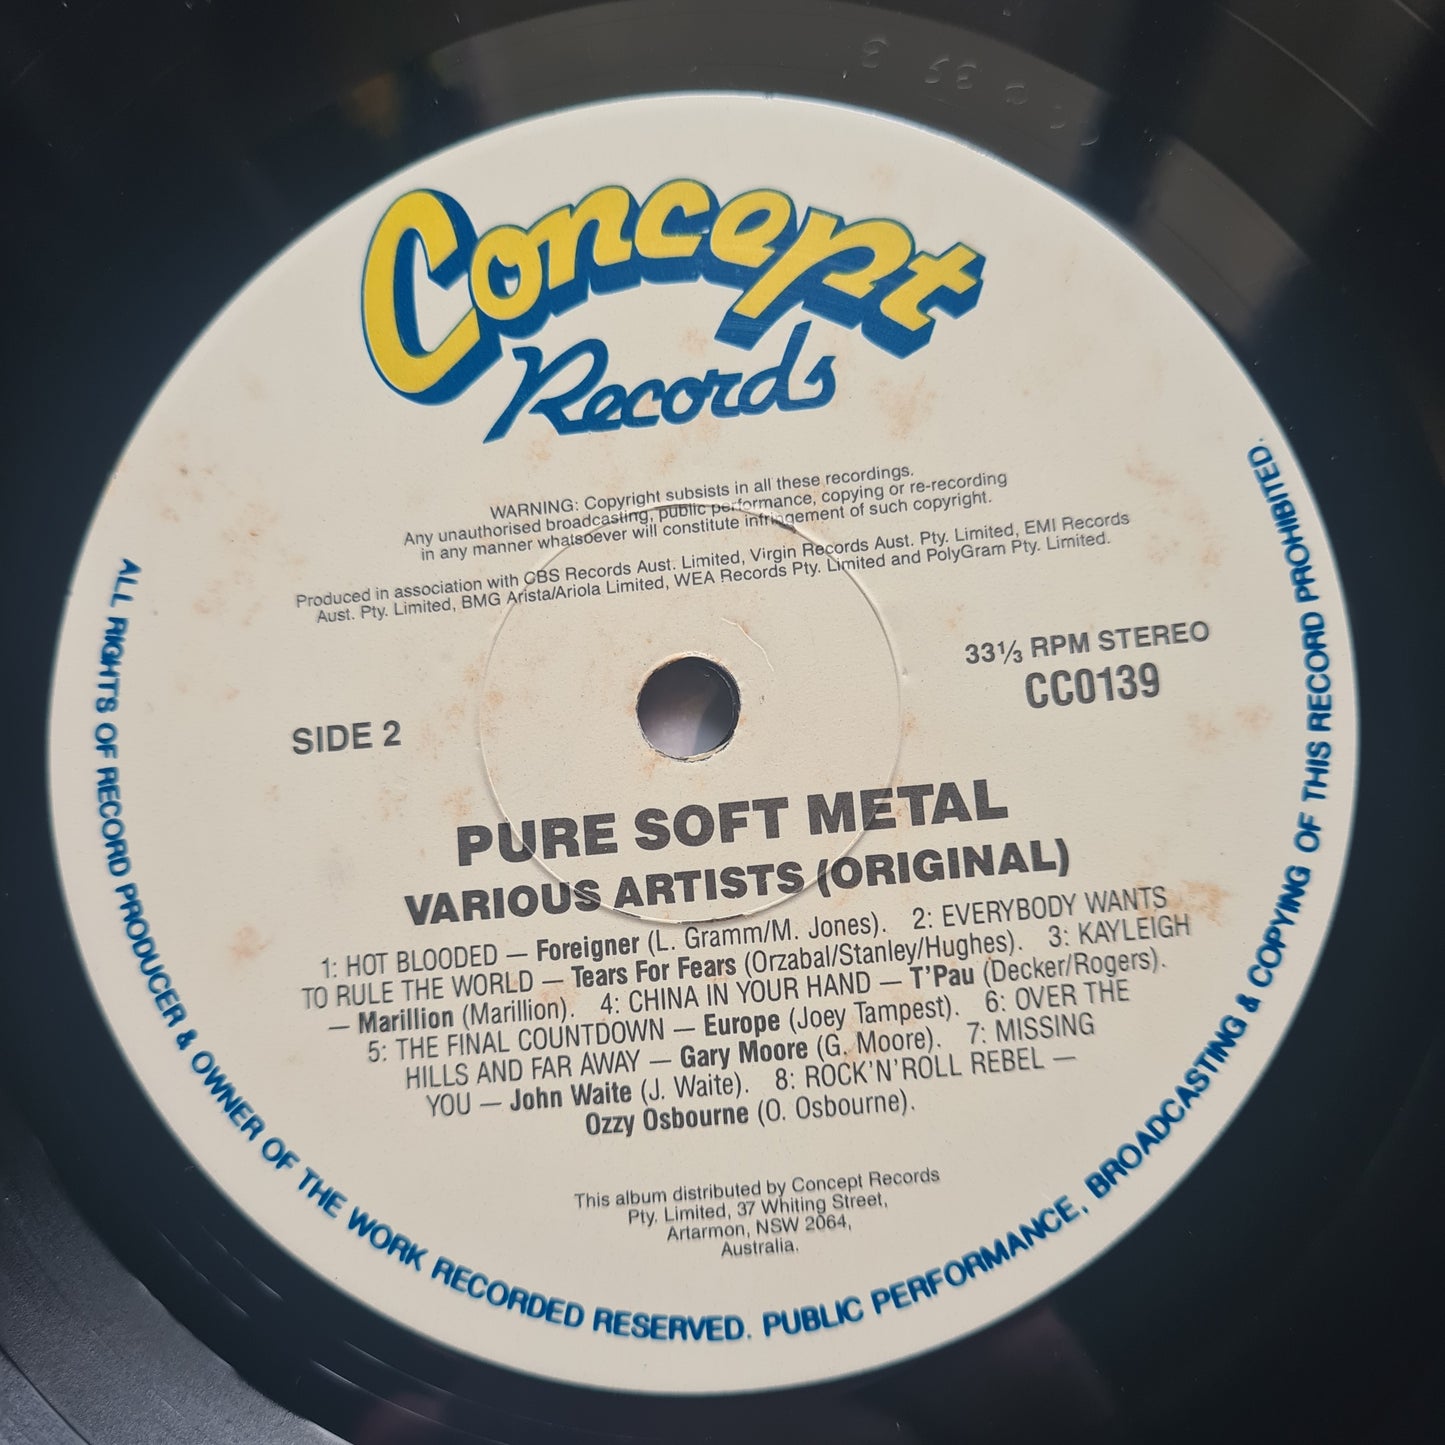 Concept
Records
WARNING: Copyright subsists in all these recordings.
Any unauthorised broadcasting, public performance, copying or re-recording
in any manner whatsoever will constitute infringement of such copyright.
Produced in association with CBS Records Aust. Limited, Virgin Records Aust. Pty. Limited, EMI Records
Aust. Pty. Limited, BMG Arista/Ariola Limited, WEA Records Pty. Limited and PolyGram Pty. Limited.
33⅓ RPM STEREO
CC0139
SIDE 2
PURE SOFT METAL
VARIOUS ARTISTS (ORIGINAL)
1: HOT BLOODED — Foreigner (L. Gramm/M. Jones). 2: EVERYBODY WANTS
TO RULE THE WORLD — Tears For Fears (Orzabal/Stanley/Hughes). 3: KAYLEIGH
— Marillion (Marillion). 4: CHINA IN YOUR HAND — T'Pau (Decker/Rogers).
5: THE FINAL COUNTDOWN — Europe (Joey Tampest). 6: OVER THE
HILLS AND FAR AWAY — Gary Moore (G. Moore). 7: MISSING
YOU — John Waite (J. Waite). 8: ROCK'N'ROLL REBEL —
Ozzy Osbourne (O. Osbourne).
This album distributed by Concept Records
Pty. Limited, 37 Whiting Street,
Artarmon, NSW 2064,
Australia.
ALL RIGHTS OF RECORD PRODUCER & OWNER OF THE WORK RECORDED RESERVED. PUBLIC PERFORMANCE, BROADCASTING & COPYING OF THIS RECORD PROHIBITED.